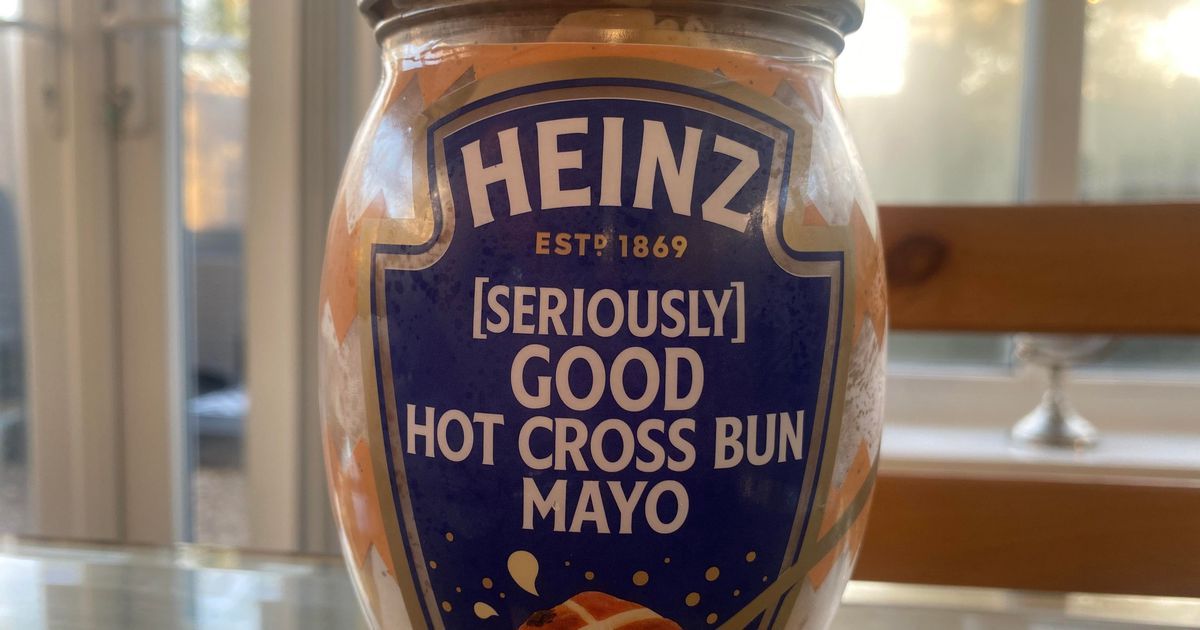 HEINZ
ESTD 1869
[SERIOUSLY]
GOOD
HOT CROSS BUN
MAYO